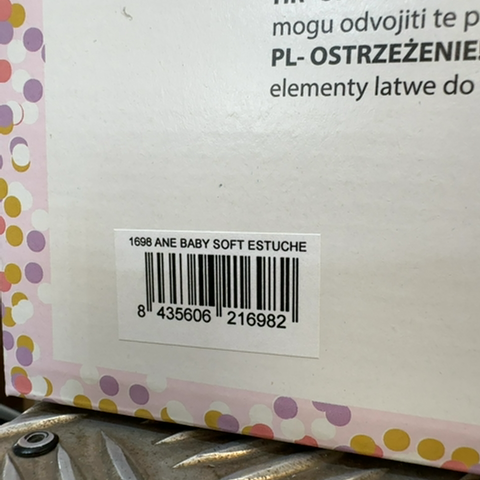 mogu odvojiti te p
PL- OSTRZEŻENIE
elementy latwe do
1698 ANE BABY SOFT ESTUCHE
8 435606 216982